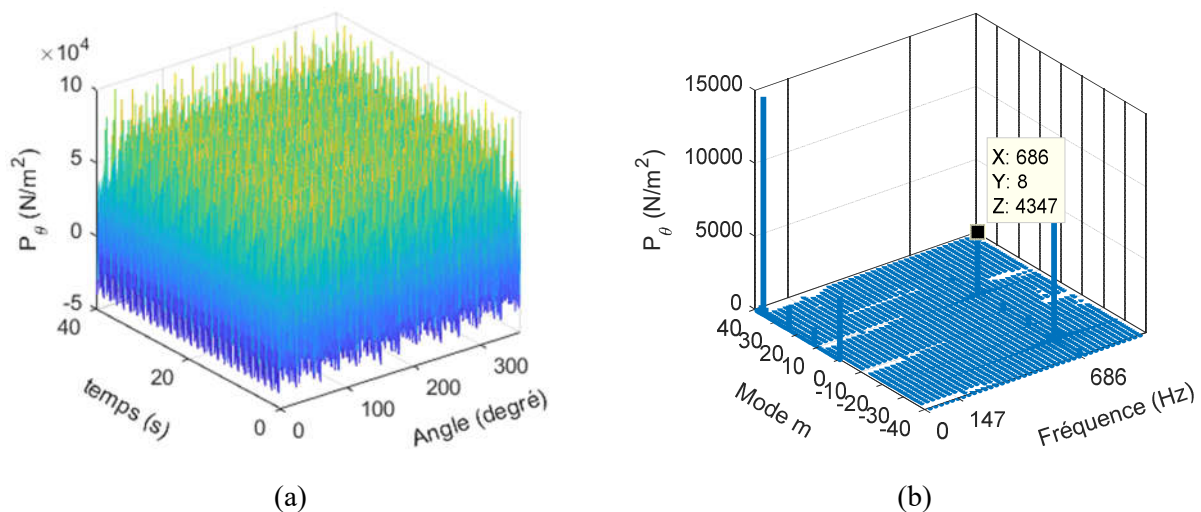 ×10⁴
10
5
0
-5
P_θ (N/m²)
40
20
0
temps (s)
0
100
200
300
Angle (degré)
(a)
15000
10000
5000
0
P_θ (N/m²)
40
30
20
10
0
-10
-20
-30
-40
Mode m
0
147
686
Fréquence (Hz)
X: 686
Y: 8
Z: 4347
(b)